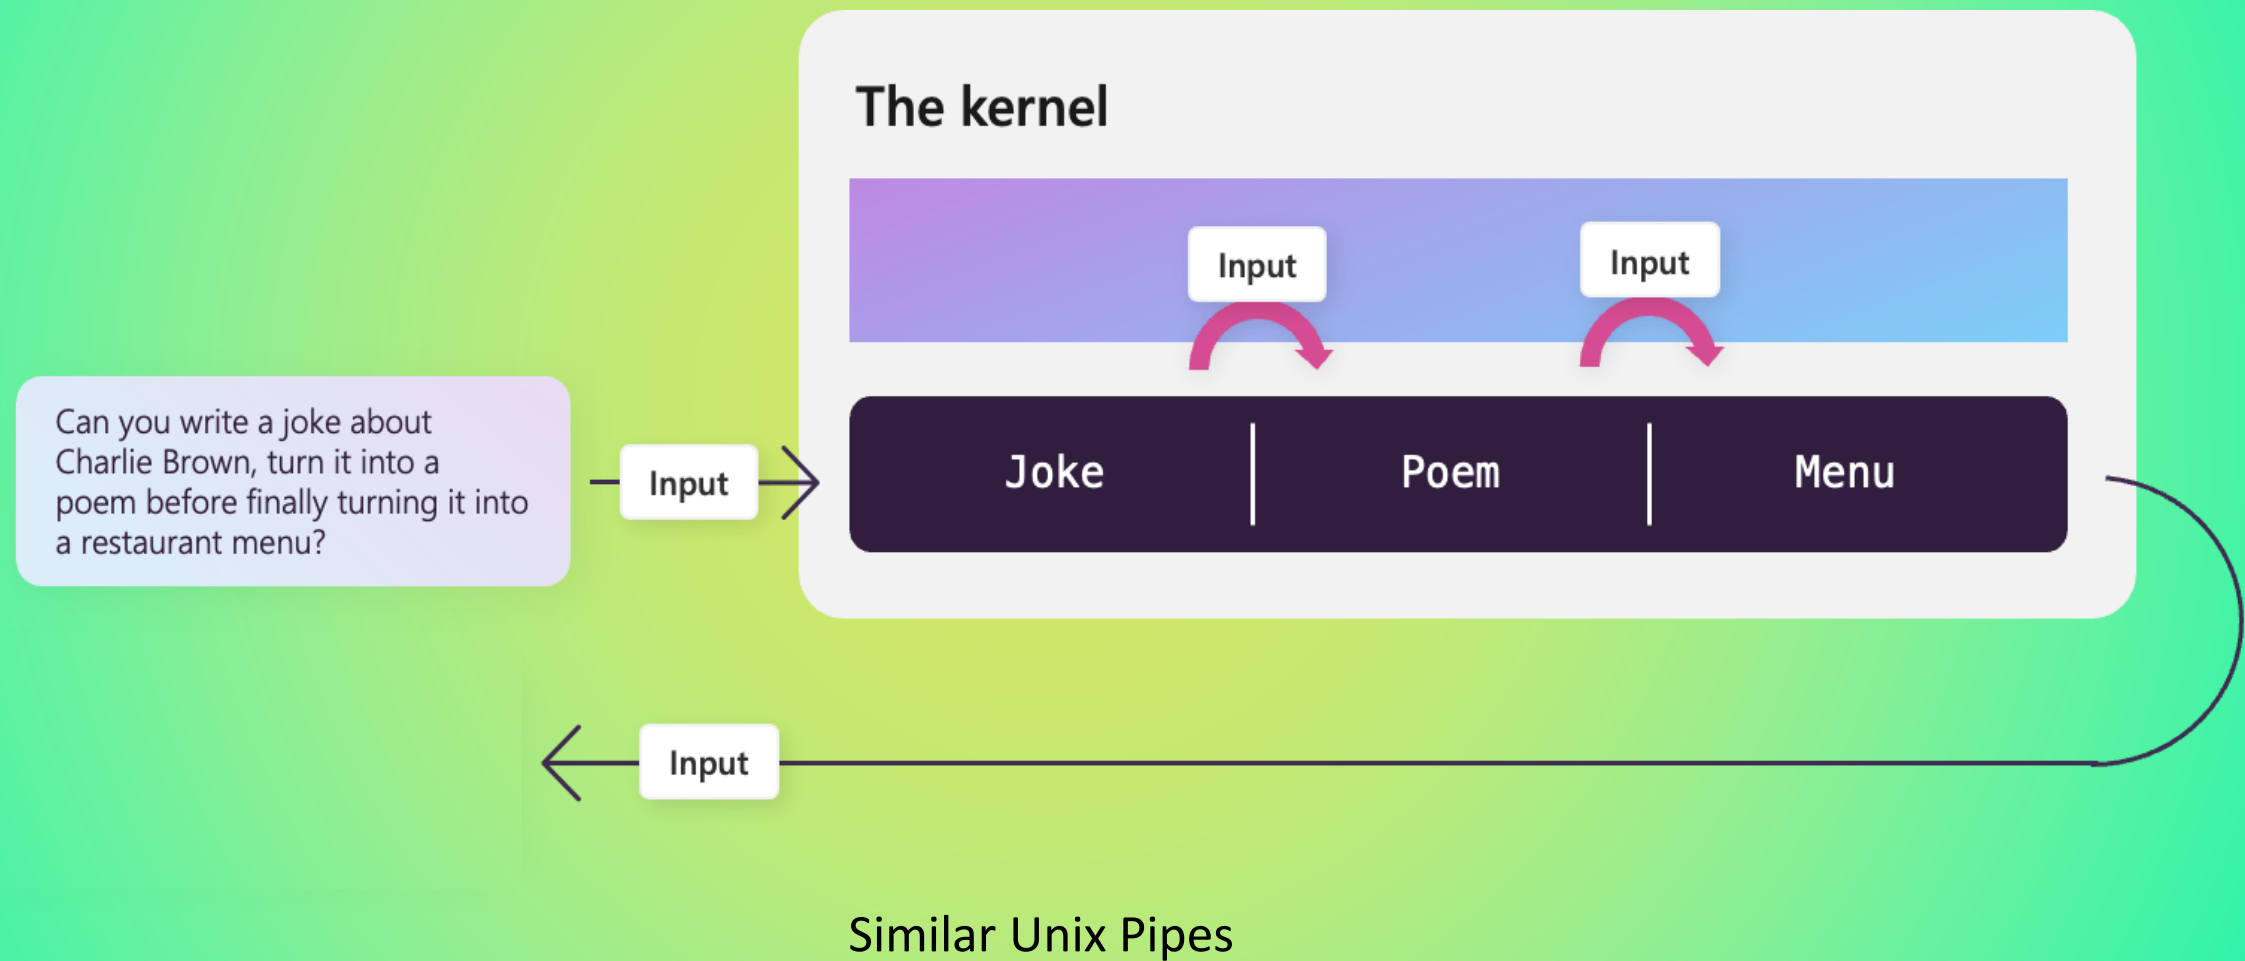 The kernel
Input
Input
Can you write a joke about
Charlie Brown, turn it into a
poem before finally turning it into
a restaurant menu?
Input
Joke
Poem
Menu
Input
Similar Unix Pipes